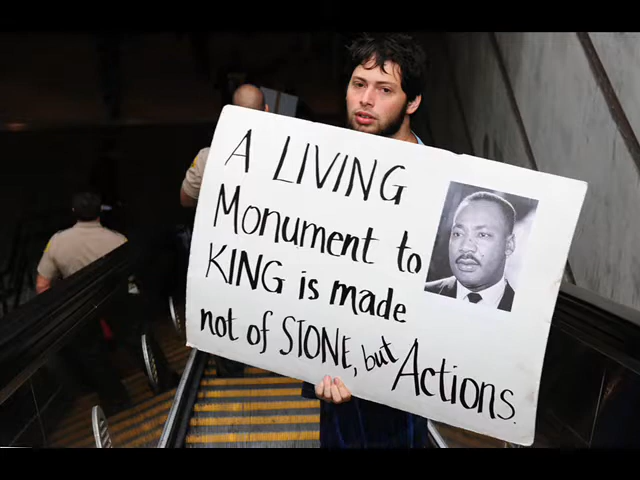 A LIVING
Monument to
KING is made
not of STONE, but Actions.